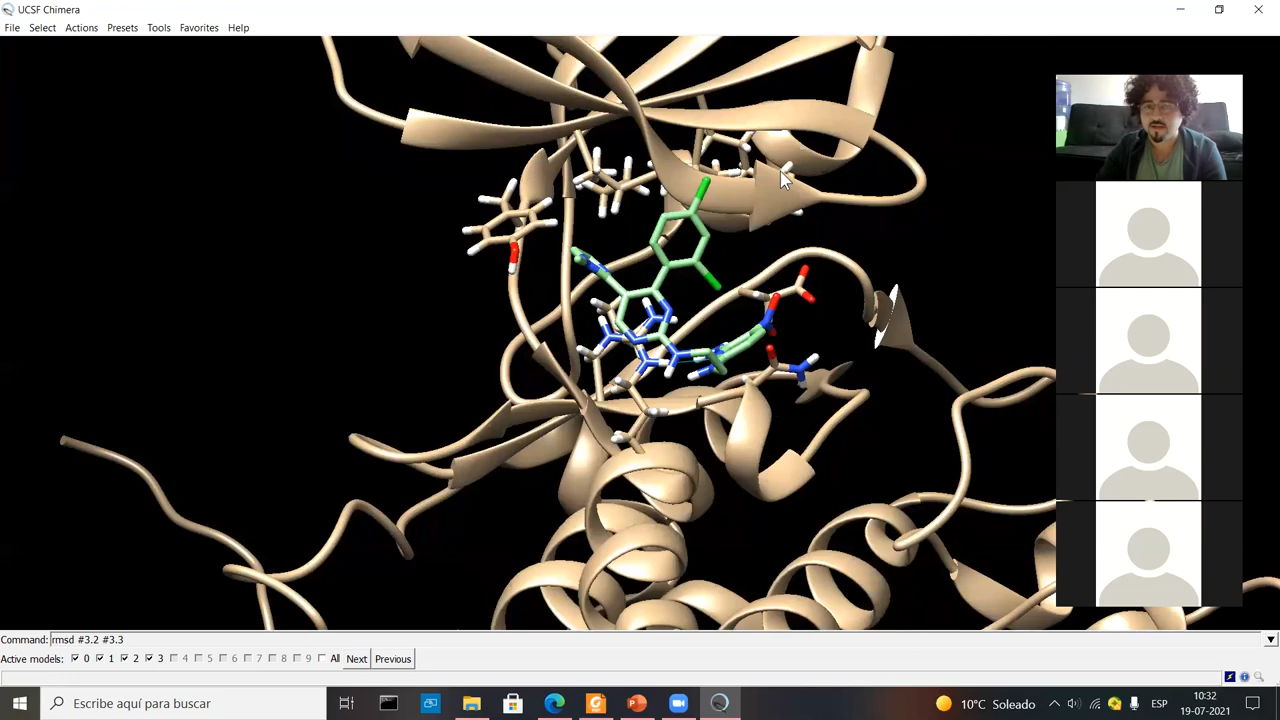 UCSF Chimera
File Select Actions Presets Tools Favorites Help
Command: rmsd #3.2 #3.3
Active models: 0 1 2 3 4 5 6 7 8 9 All Next Previous
Escribe aquí para buscar
10°C Soleado
ESP
10:32
19-07-2021